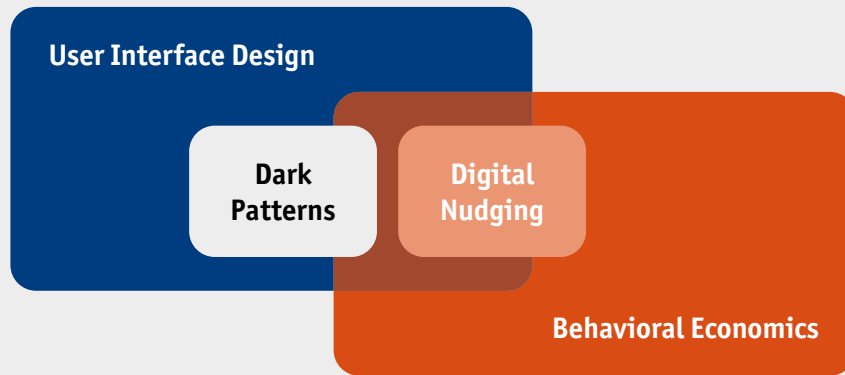 User Interface Design
Dark
Patterns
Digital
Nudging
Behavioral Economics